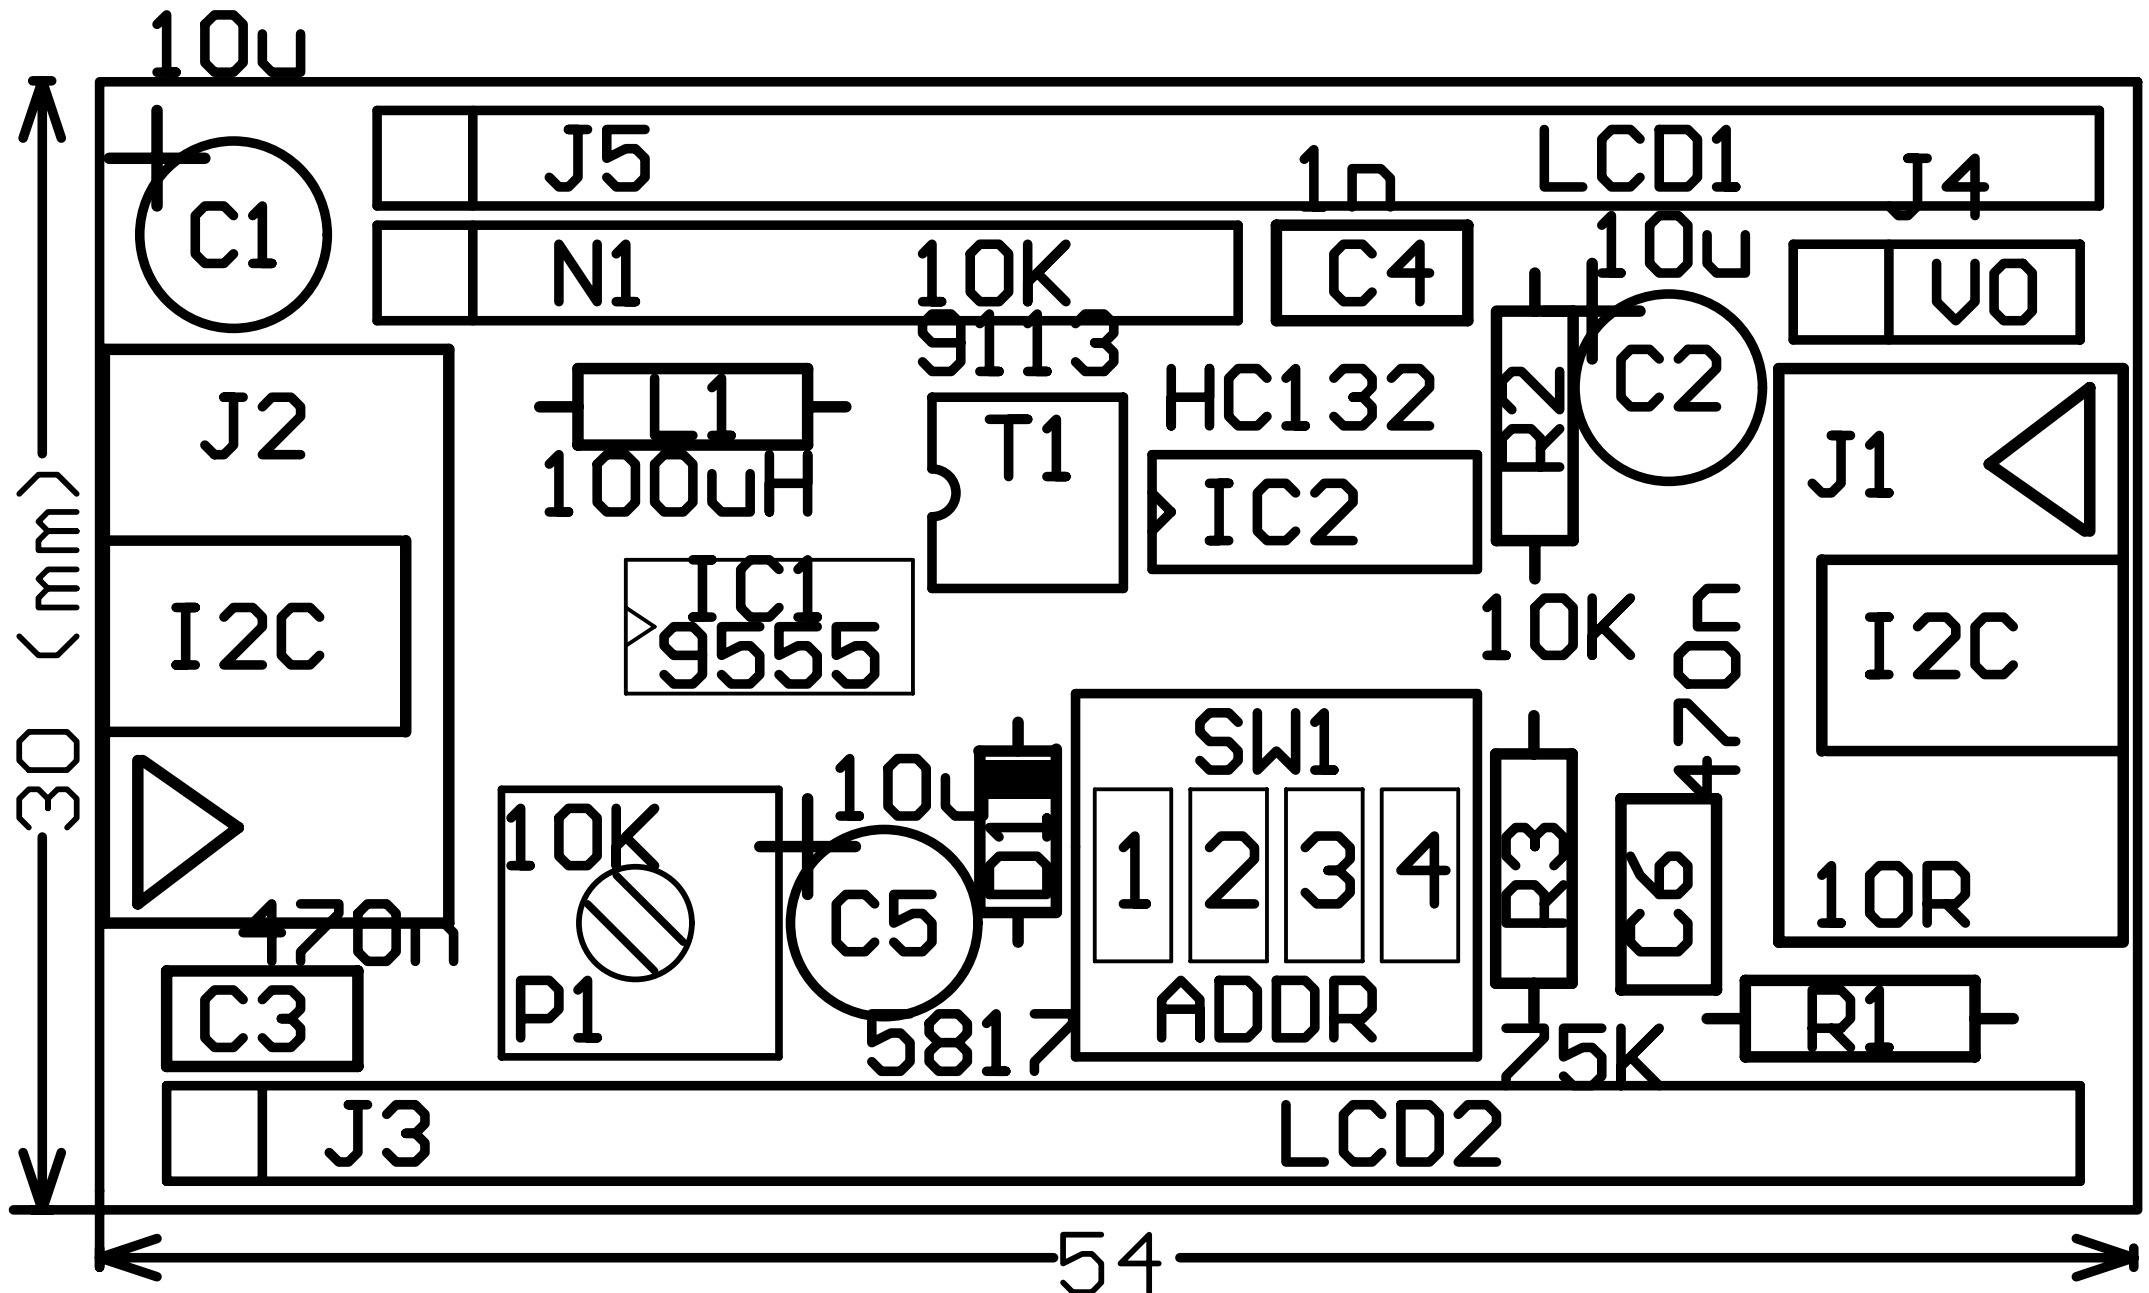 10u
J5 LCD1
C1
1n J4
N1 10K C4 10u V0
9113
L1 HC132 R2 C2
J2 T1 J1
100uH IC2
IC1
I2C 9555 10K 470n I2C
30 (mm)
SW1
10u
10K D1 1 2 3 4 R3 C6 10R
470n C5
C3 P1 5817 ADDR 75K R1
J3 LCD2
54